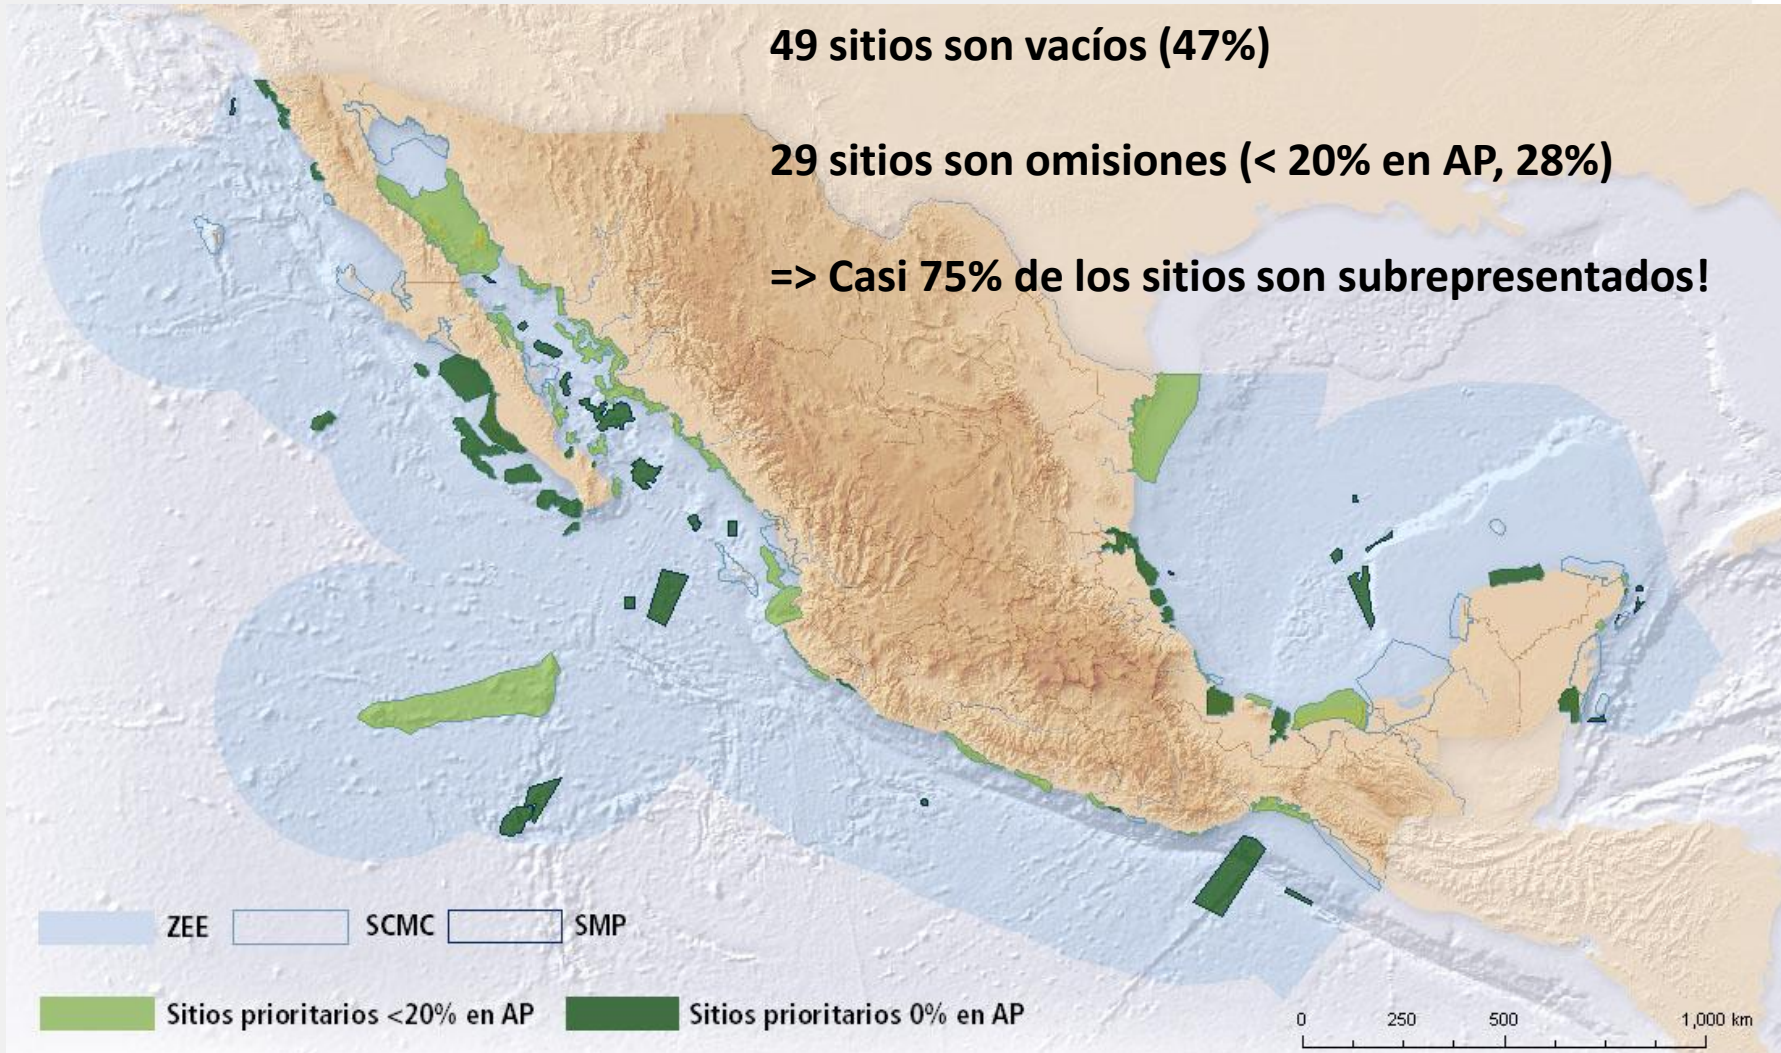 49 sitios son vacíos (47%)
29 sitios son omisiones (< 20% en AP, 28%)
=> Casi 75% de los sitios son subrepresentados!
ZEE SCMC SMP
Sitios prioritarios <20% en AP Sitios prioritarios 0% en AP
0 250 500 1,000 km